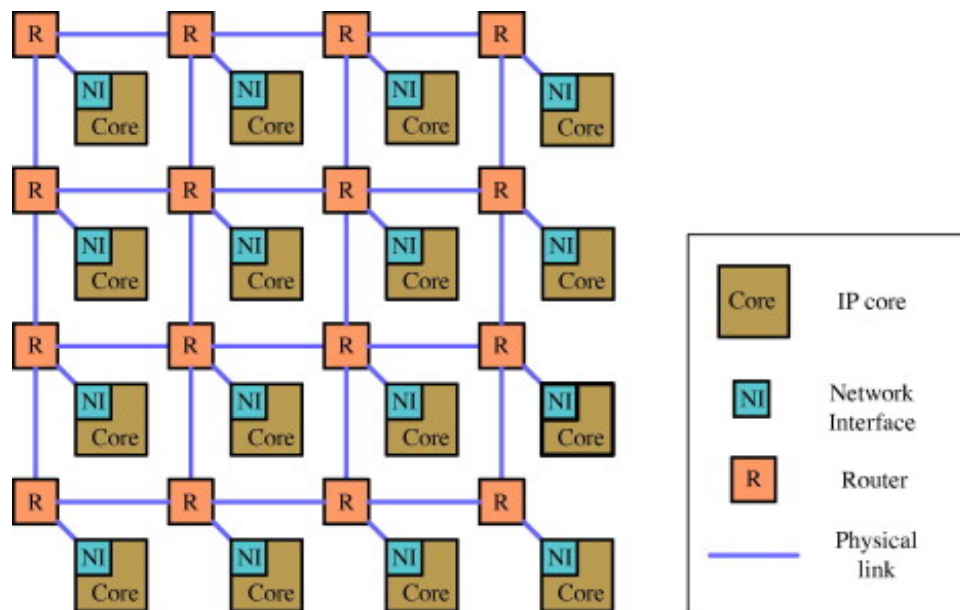 R R R R
NI NI NI NI
Core Core Core Core
R R R R
NI NI NI NI
Core Core Core Core
R R R R
NI NI NI NI
Core Core Core Core
R R R R
NI NI NI NI
Core Core Core Core
Core IP core
NI Network
Interface
R Router
Physical
link